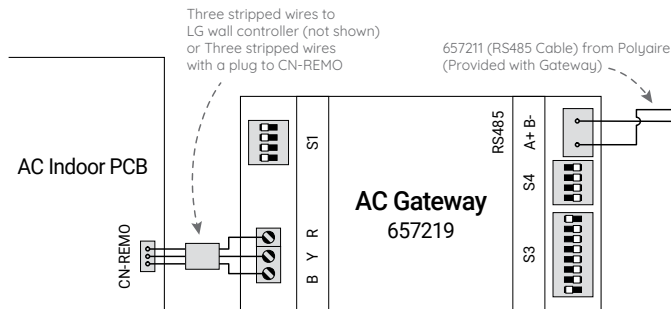 Three stripped wires to
LG wall controller (not shown)
or Three stripped wires
with a plug to CN-REMO
657211 (RS485 Cable) from Polyaire
(Provided with Gateway)
AC Indoor PCB
CN-REMO
S1
R
Y
B
AC Gateway
657219
RS485
A+ B-
S4
S3